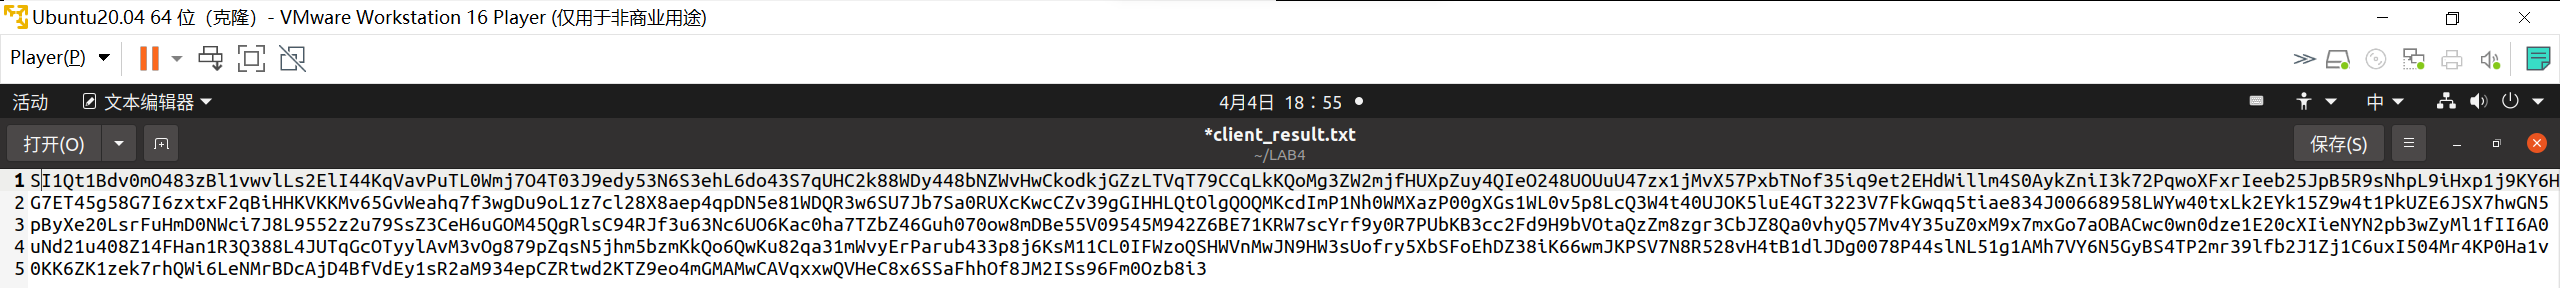 Ubuntu20.04 64 位（克隆）- VMware Workstation 16 Player (仅用于非商业用途)
Player(P)
活动 文本编辑器 4月4日 18：55 中
打开(O) *client_result.txt 保存(S)
~/LAB4
1 SI1Qt1Bdv0mO483zBl1vwvlLs2ElI44KqVavPuTL0Wmj7O4T03J9edy53N6S3ehL6do43S7qUHC2k88WDy448bNZWvHwCkodkjGZzLTVqT79CCqLkKQoMg3ZW2mjfHUXpZuy4QIeO248UOUuU47zx1jMvX57PxbTNof35iq9et2EHdWillm4S0AykZniI3k72PqwoXFxrIeeb25JpB5R9sNhpL9iHxp1j9KY6H
2 G7ET45g58G7I6zxtxF2qBiHHKVKKMv65GvWeahq7f3wgDu9oL1z7cl28X8aep4qpDN5e81WDQR3w6SU7Jb7Sa0RUXcKwcCZv39gGIHHLQtOlgQOQMKcdImP1Nh0WMXazP00gXGs1WL0v5p8LcQ3W4t40UJOK5luE4GT3223V7FkGwqq5tiae834J00668958LWYw40txLk2EYk15Z9w4t1PkUZE6JSX7hwGN5
3 pByXe20LsrFuHmD0NWci7J8L9552z2u79SsZ3CeH6uGOM45QgRlsC94RJf3u63Nc6UO6Kac0ha7TZbZ46Guh070ow8mDBe55V09545M942Z6BE71KRW7scYrf9y0R7PUbKB3cc2Fd9H9bVOtaQzZm8zgr3CbJZ8Qa0vhyQ57Mv4Y35uZ0xM9x7mxGo7aOBACwc0wn0dze1E20cXIieNYN2pb3wZyMl1fII6A0
4 uNd21u408Z14FHan1R3Q388L4JUTqGcOTyylAvM3vOg879pZqsN5jhm5bzmKkQo6QwKu82qa31mWvyErParub433p8j6KsM11CL0IFWzoQSHWVnMwJN9HW3sUofry5XbSFoEhDZ38iK66wmJKPSV7N8R528vH4tB1dlJDg0078P44slNL51g1AMh7VY6N5GyBS4TP2mr39lfb2J1Zj1C6uxI504Mr4KP0Ha1v
5 0KK6ZK1zek7rhQWi6LeNMrBDcAjD4BfVdEy1sR2aM934epCZRtwd2KTZ9eo4mGMAMwCAVqxxwQVHeC8x6SSaFhhOf8JM2ISs96Fm0Ozb8i3